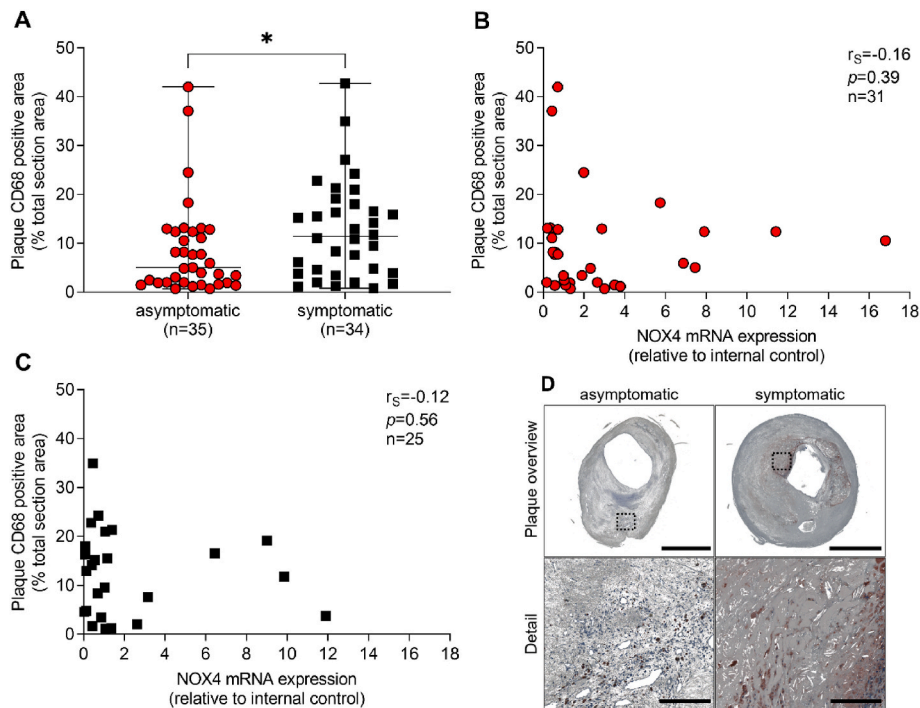 A
*
Plaque CD68 positive area
(% total section area)
50
40
30
20
10
0
asymptomatic
(n=35)
symptomatic
(n=34)
B
Plaque CD68 positive area
(% total section area)
50
40
30
20
10
0
rS=-0.16
p=0.39
n=31
0 2 4 6 8 10 12 14 16 18
NOX4 mRNA expression
(relative to internal control)
C
Plaque CD68 positive area
(% total section area)
50
40
30
20
10
0
rS=-0.12
p=0.56
n=25
0 2 4 6 8 10 12 14 16 18
NOX4 mRNA expression
(relative to internal control)
D
asymptomatic
symptomatic
Plaque overview
Detail